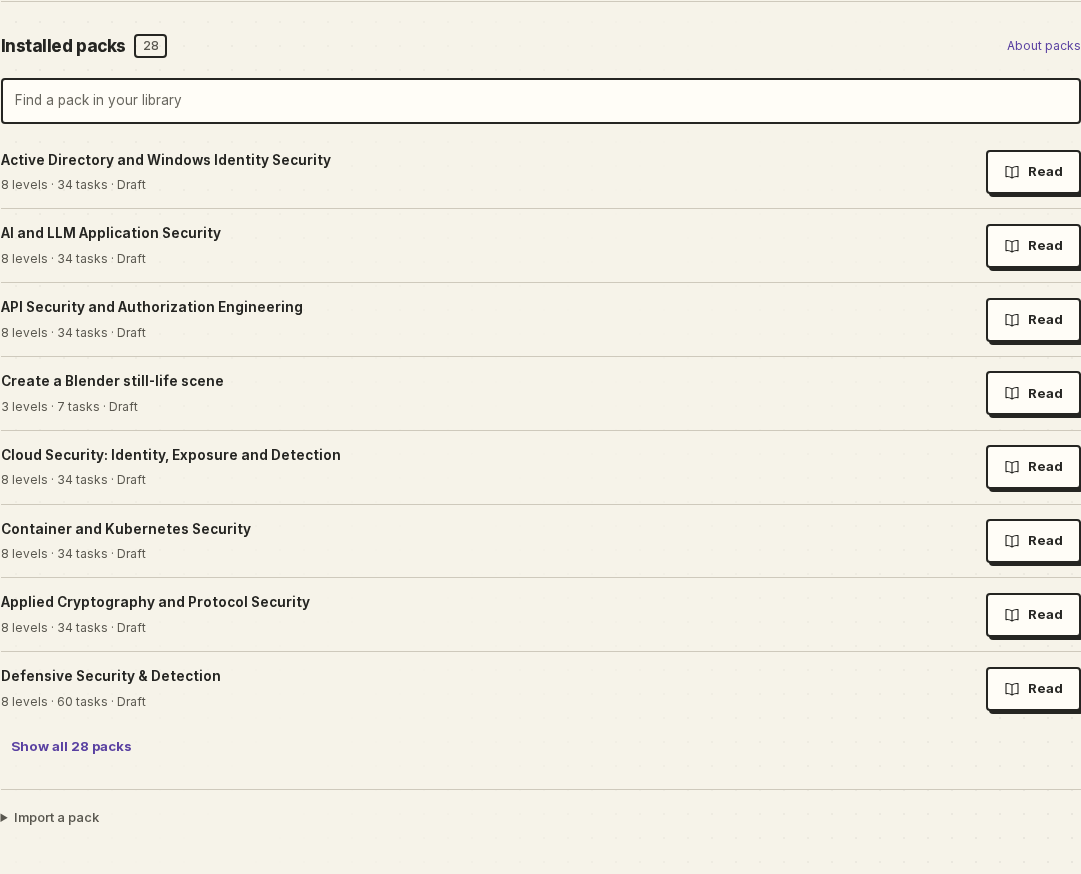 Installed packs 28 About packs
Find a pack in your library
Active Directory and Windows Identity Security
8 levels · 34 tasks · Draft
Read
AI and LLM Application Security
8 levels · 34 tasks · Draft
Read
API Security and Authorization Engineering
8 levels · 34 tasks · Draft
Read
Create a Blender still-life scene
3 levels · 7 tasks · Draft
Read
Cloud Security: Identity, Exposure and Detection
8 levels · 34 tasks · Draft
Read
Container and Kubernetes Security
8 levels · 34 tasks · Draft
Read
Applied Cryptography and Protocol Security
8 levels · 34 tasks · Draft
Read
Defensive Security & Detection
8 levels · 60 tasks · Draft
Read
Show all 28 packs
Import a pack